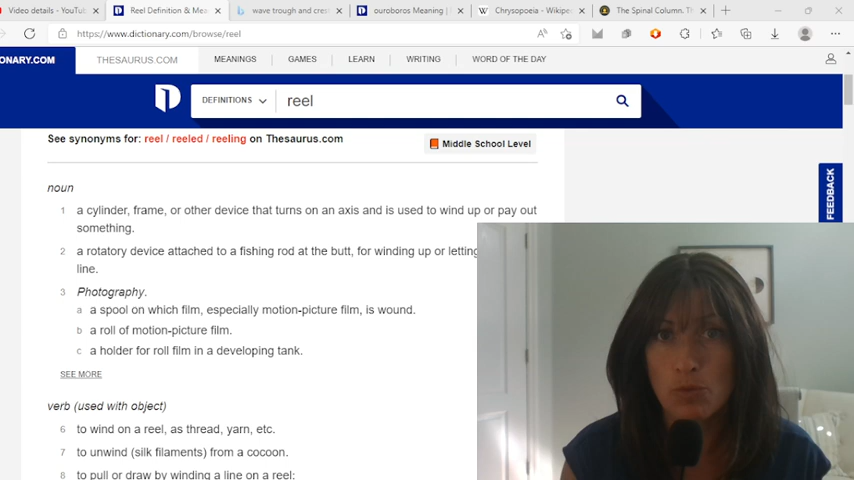 Video details - YouTub
Reel Definition & Mea
wave trough and cres
ouroboros Meaning |
Chrysopoeia - Wikipe
The Spinal Column. Th
https://www.dictionary.com/browse/reel
ONARY.COM
THESAURUS.COM
MEANINGS
GAMES
LEARN
WRITING
WORD OF THE DAY
DEFINITIONS
reel
See synonyms for: reel / reeled / reeling on Thesaurus.com
Middle School Level
FEEDBACK
noun
1 a cylinder, frame, or other device that turns on an axis and is used to wind up or pay out
something.
2 a rotatory device attached to a fishing rod at the butt, for winding up or letting
line.
3 Photography.
a a spool on which film, especially motion-picture film, is wound.
b a roll of motion-picture film.
c a holder for roll film in a developing tank.
SEE MORE
verb (used with object)
6 to wind on a reel, as thread, yarn, etc.
7 to unwind (silk filaments) from a cocoon.
8 to pull or draw by winding a line on a reel: